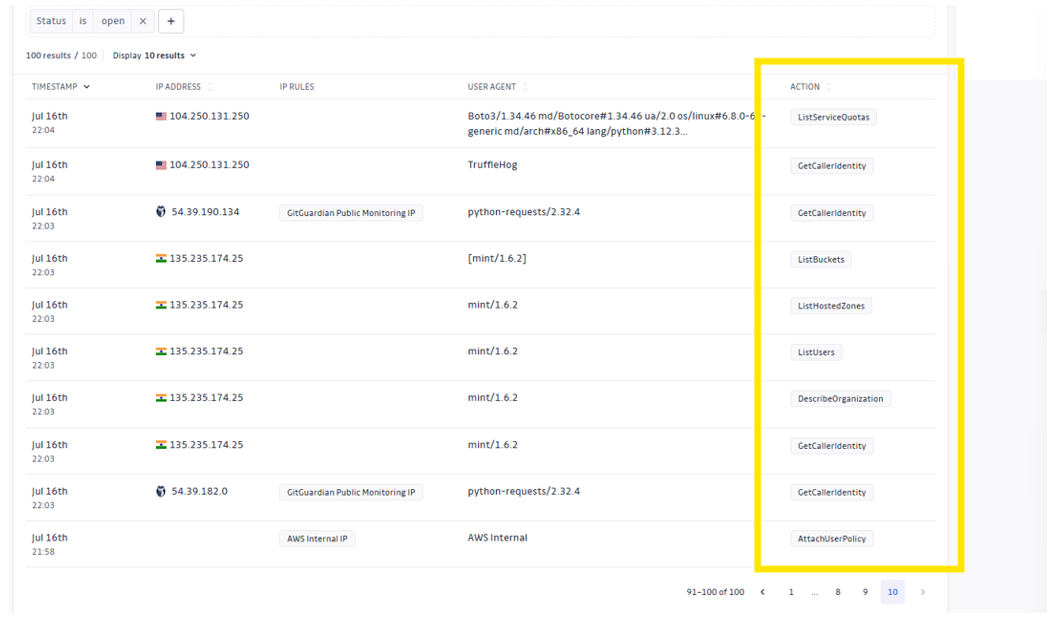 Status is open × +
100 results / 100 Display 10 results
TIMESTAMP IP ADDRESS IP RULES USER AGENT ACTION
Jul 16th 104.250.131.250 Boto3/1.34.46 md/Botocore#1.34.46 ua/2.0 os/linux#6.8.0-6 - ListServiceQuotas
22:04 generic md/arch#x86_64 lang/python#3.12.3...
Jul 16th 104.250.131.250 TruffleHog GetCallerIdentity
22:04
Jul 16th 54.39.190.134 GitGuardian Public Monitoring IP python-requests/2.32.4 GetCallerIdentity
22:03
Jul 16th 135.235.174.25 [mint/1.6.2] ListBuckets
22:03
Jul 16th 135.235.174.25 mint/1.6.2 ListHostedZones
22:03
Jul 16th 135.235.174.25 mint/1.6.2 ListUsers
22:03
Jul 16th 135.235.174.25 mint/1.6.2 DescribeOrganization
22:03
Jul 16th 135.235.174.25 mint/1.6.2 GetCallerIdentity
22:03
Jul 16th 54.39.182.0 GitGuardian Public Monitoring IP python-requests/2.32.4 GetCallerIdentity
22:03
Jul 16th AWS Internal IP AWS Internal AttachUserPolicy
21:58
91–100 of 100 < 1 ... 8 9 10 >